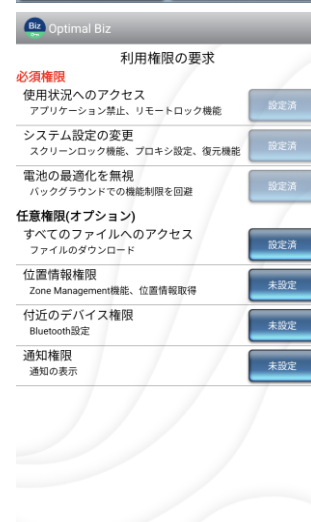 Biz
Optimal Biz
利用権限の要求
必須権限
使用状況へのアクセス
アプリケーション禁止、リモートロック機能
設定済
システム設定の変更
スクリーンロック機能、プロキシ設定、復元機能
設定済
電池の最適化を無視
バックグラウンドでの機能制限を回避
設定済
任意権限(オプション)
すべてのファイルへのアクセス
ファイルのダウンロード
設定済
位置情報権限
Zone Management機能、位置情報取得
未設定
付近のデバイス権限
Bluetooth設定
未設定
通知権限
通知の表示
未設定